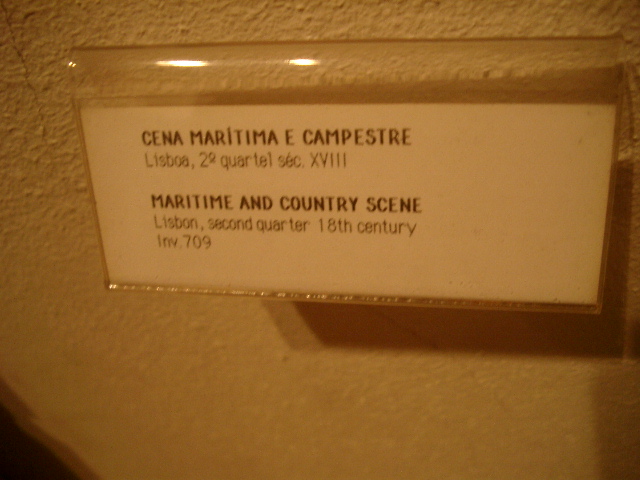 CENA MARÍTIMA E CAMPESTRE
Lisboa, 2º quartel séc. XVIII
MARITIME AND COUNTRY SCENE
Lisbon, second quarter 18th century
Inv.709